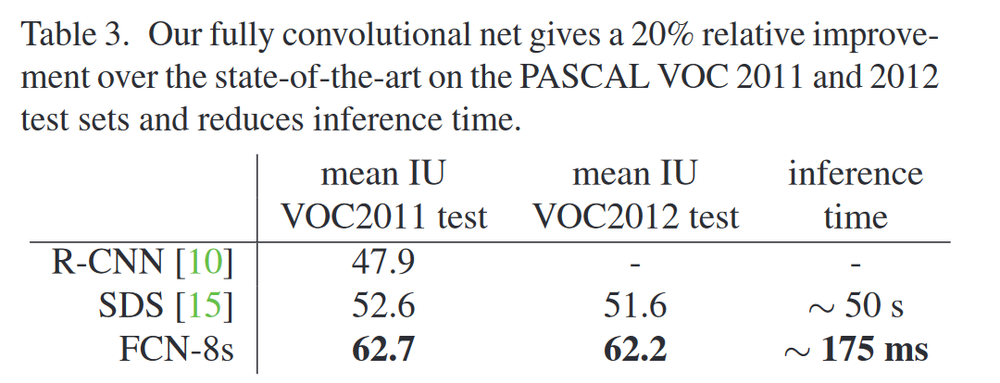 Table 3. Our fully convolutional net gives a 20% relative improve-
ment over the state-of-the-art on the PASCAL VOC 2011 and 2012
test sets and reduces inference time.
mean IU mean IU inference
VOC2011 test VOC2012 test time
R-CNN [10] 47.9 - -
SDS [15] 52.6 51.6 ∼ 50 s
FCN-8s 62.7 62.2 ∼ 175 ms